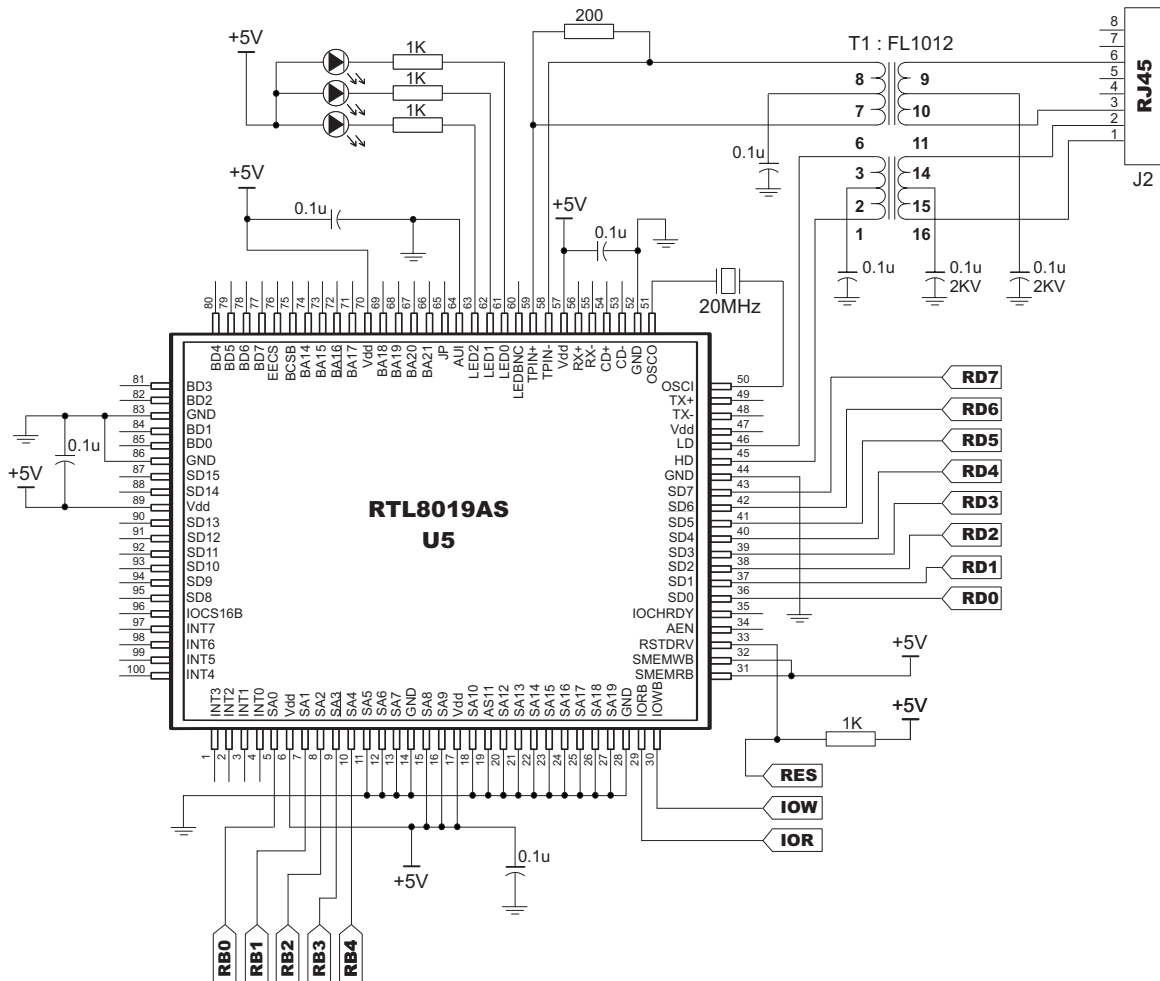 200
+5V
1K
1K
1K
T1 : FL1012
8 9
7 10
6 11
3 14
2 15
1 16
8
7
6
5
4
3
2
1
RJ45
J2
0.1u
0.1u
0.1u 2KV
0.1u 2KV
+5V
0.1u
+5V
0.1u
20MHz
80 79 78 77 76 75 74 73 72 71 70 69 68 67 66 65 64 63 62 61 60 59 58 57 56 55 54 53 52 51
BD4 BD5 BD6 BD7 EECS BCSB BA14 BA15 BA16 BA17 Vdd BA18 BA19 BA20 BA21 JP AUI LED2 LED1 LED0 LEDBNC TPIN+ TPIN- Vdd RX+ RX- CD+ CD- GND OSCO
81 BD3
82 BD2
83 GND
84 BD1
85 BD0
86 GND
87 SD15
88 SD14
89 Vdd
90 SD13
91 SD12
92 SD11
93 SD10
94 SD9
95 SD8
96 IOCS16B
97 INT7
98 INT6
99 INT5
100 INT4
0.1u
+5V
RTL8019AS
U5
OSCI 50
TX+ 49
TX- 48
Vdd 47
LD 46
HD 45
GND 44
SD7 43
SD6 42
SD5 41
SD4 40
SD3 39
SD2 38
SD1 37
SD0 36
IOCHRDY 35
AEN 34
RSTDRV 33
SMEMWB 32
SMEMRB 31
RD7
RD6
RD5
RD4
RD3
RD2
RD1
RD0
+5V
+5V
1K
RES
IOW
IOR
INT3 INT2 INT1 INT0 SA0 Vdd SA1 SA2 SA3 SA4 SA5 SA6 SA7 GND SA8 SA9 Vdd SA10 AS11 SA12 SA13 SA14 SA15 SA16 SA17 SA18 SA19 GND IORB IOWB
1 2 3 4 5 6 7 8 9 10 11 12 13 14 15 16 17 18 19 20 21 22 23 24 25 26 27 28 29 30
+5V
0.1u
RB0
RB1
RB2
RB3
RB4